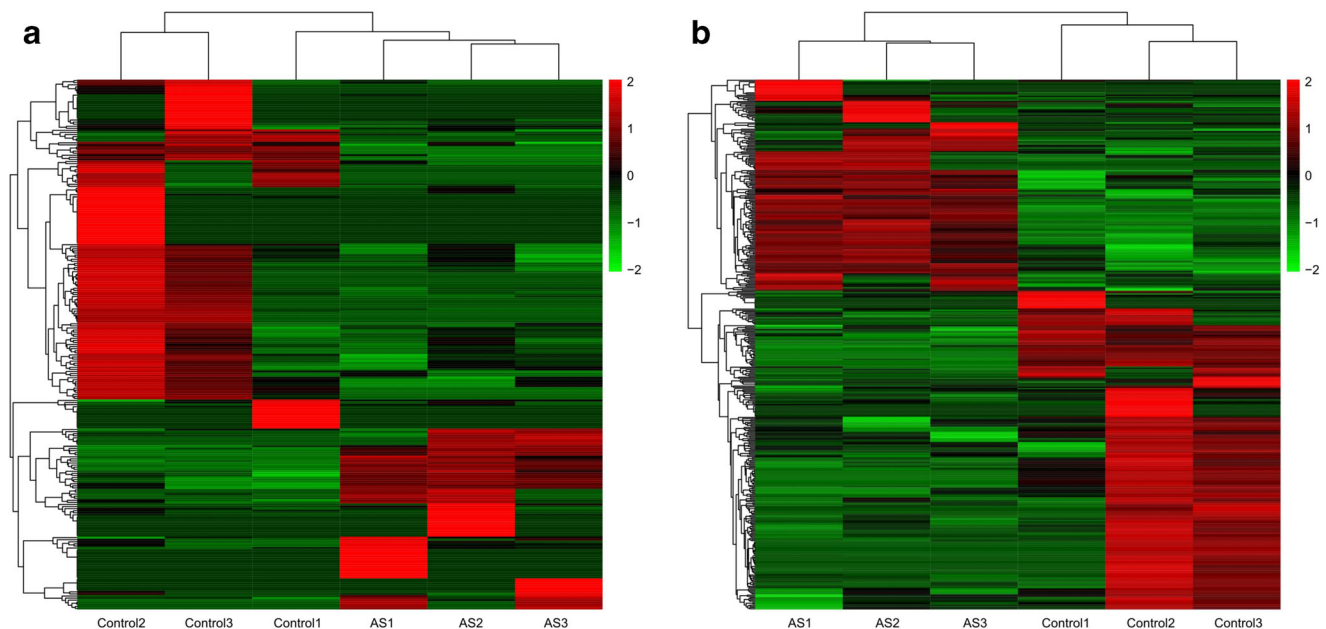 a
2
1
0
−1
−2
Control2 Control3 Control1 AS1 AS2 AS3
b
2
1
0
−1
−2
AS1 AS2 AS3 Control1 Control2 Control3